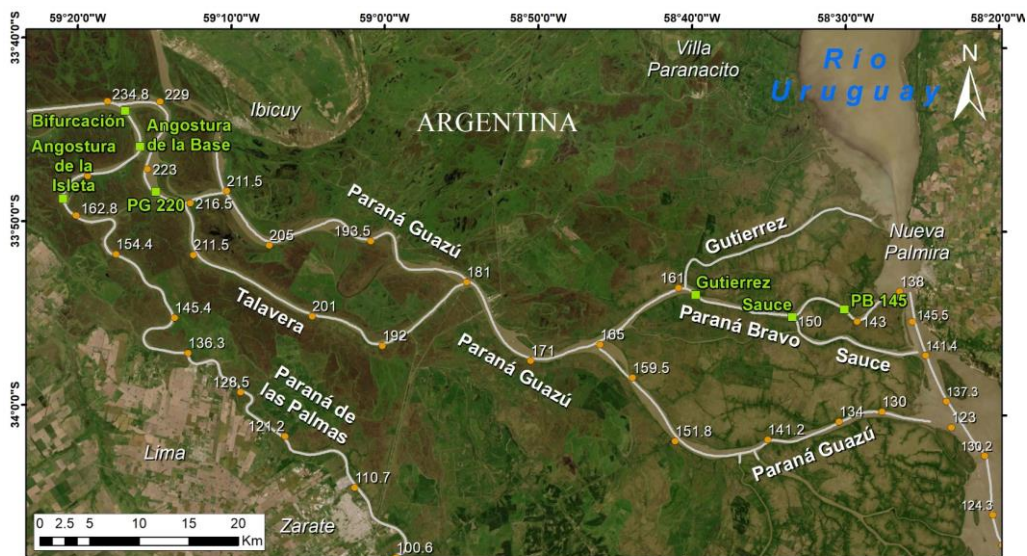 59°20'0"O 59°10'0"O 59°0'0"O 58°50'0"O 58°40'0"O 58°30'0"O 58°20'0"O
33°40'0"S
33°50'0"S
34°0'0"S
N
Villa
Paranacito
Río
Uruguay
ARGENTINA
Ibicuy
234.8
229
Bifurcación
Angostura
de la Base
Angostura
de la
Isleta
223
PG 220
216.5
211.5
162.8
154.4
211.5
205
193.5
Paraná Guazú
181
Talavera
201
192
145.4
136.3
128.5
121.2
Paraná de
las Palmas
110.7
100.6
Lima
Zarate
Paraná Guazú
171
165
161
Gutierrez
Gutierrez
Sauce
Paraná Bravo
150
PB 145
143
Sauce
Nueva
Palmira
138
145.5
141.4
137.3
123
130.2
124.3
159.5
151.8
141.2
134
130
Paraná Guazú
0 2.5 5 10 15 20
Km